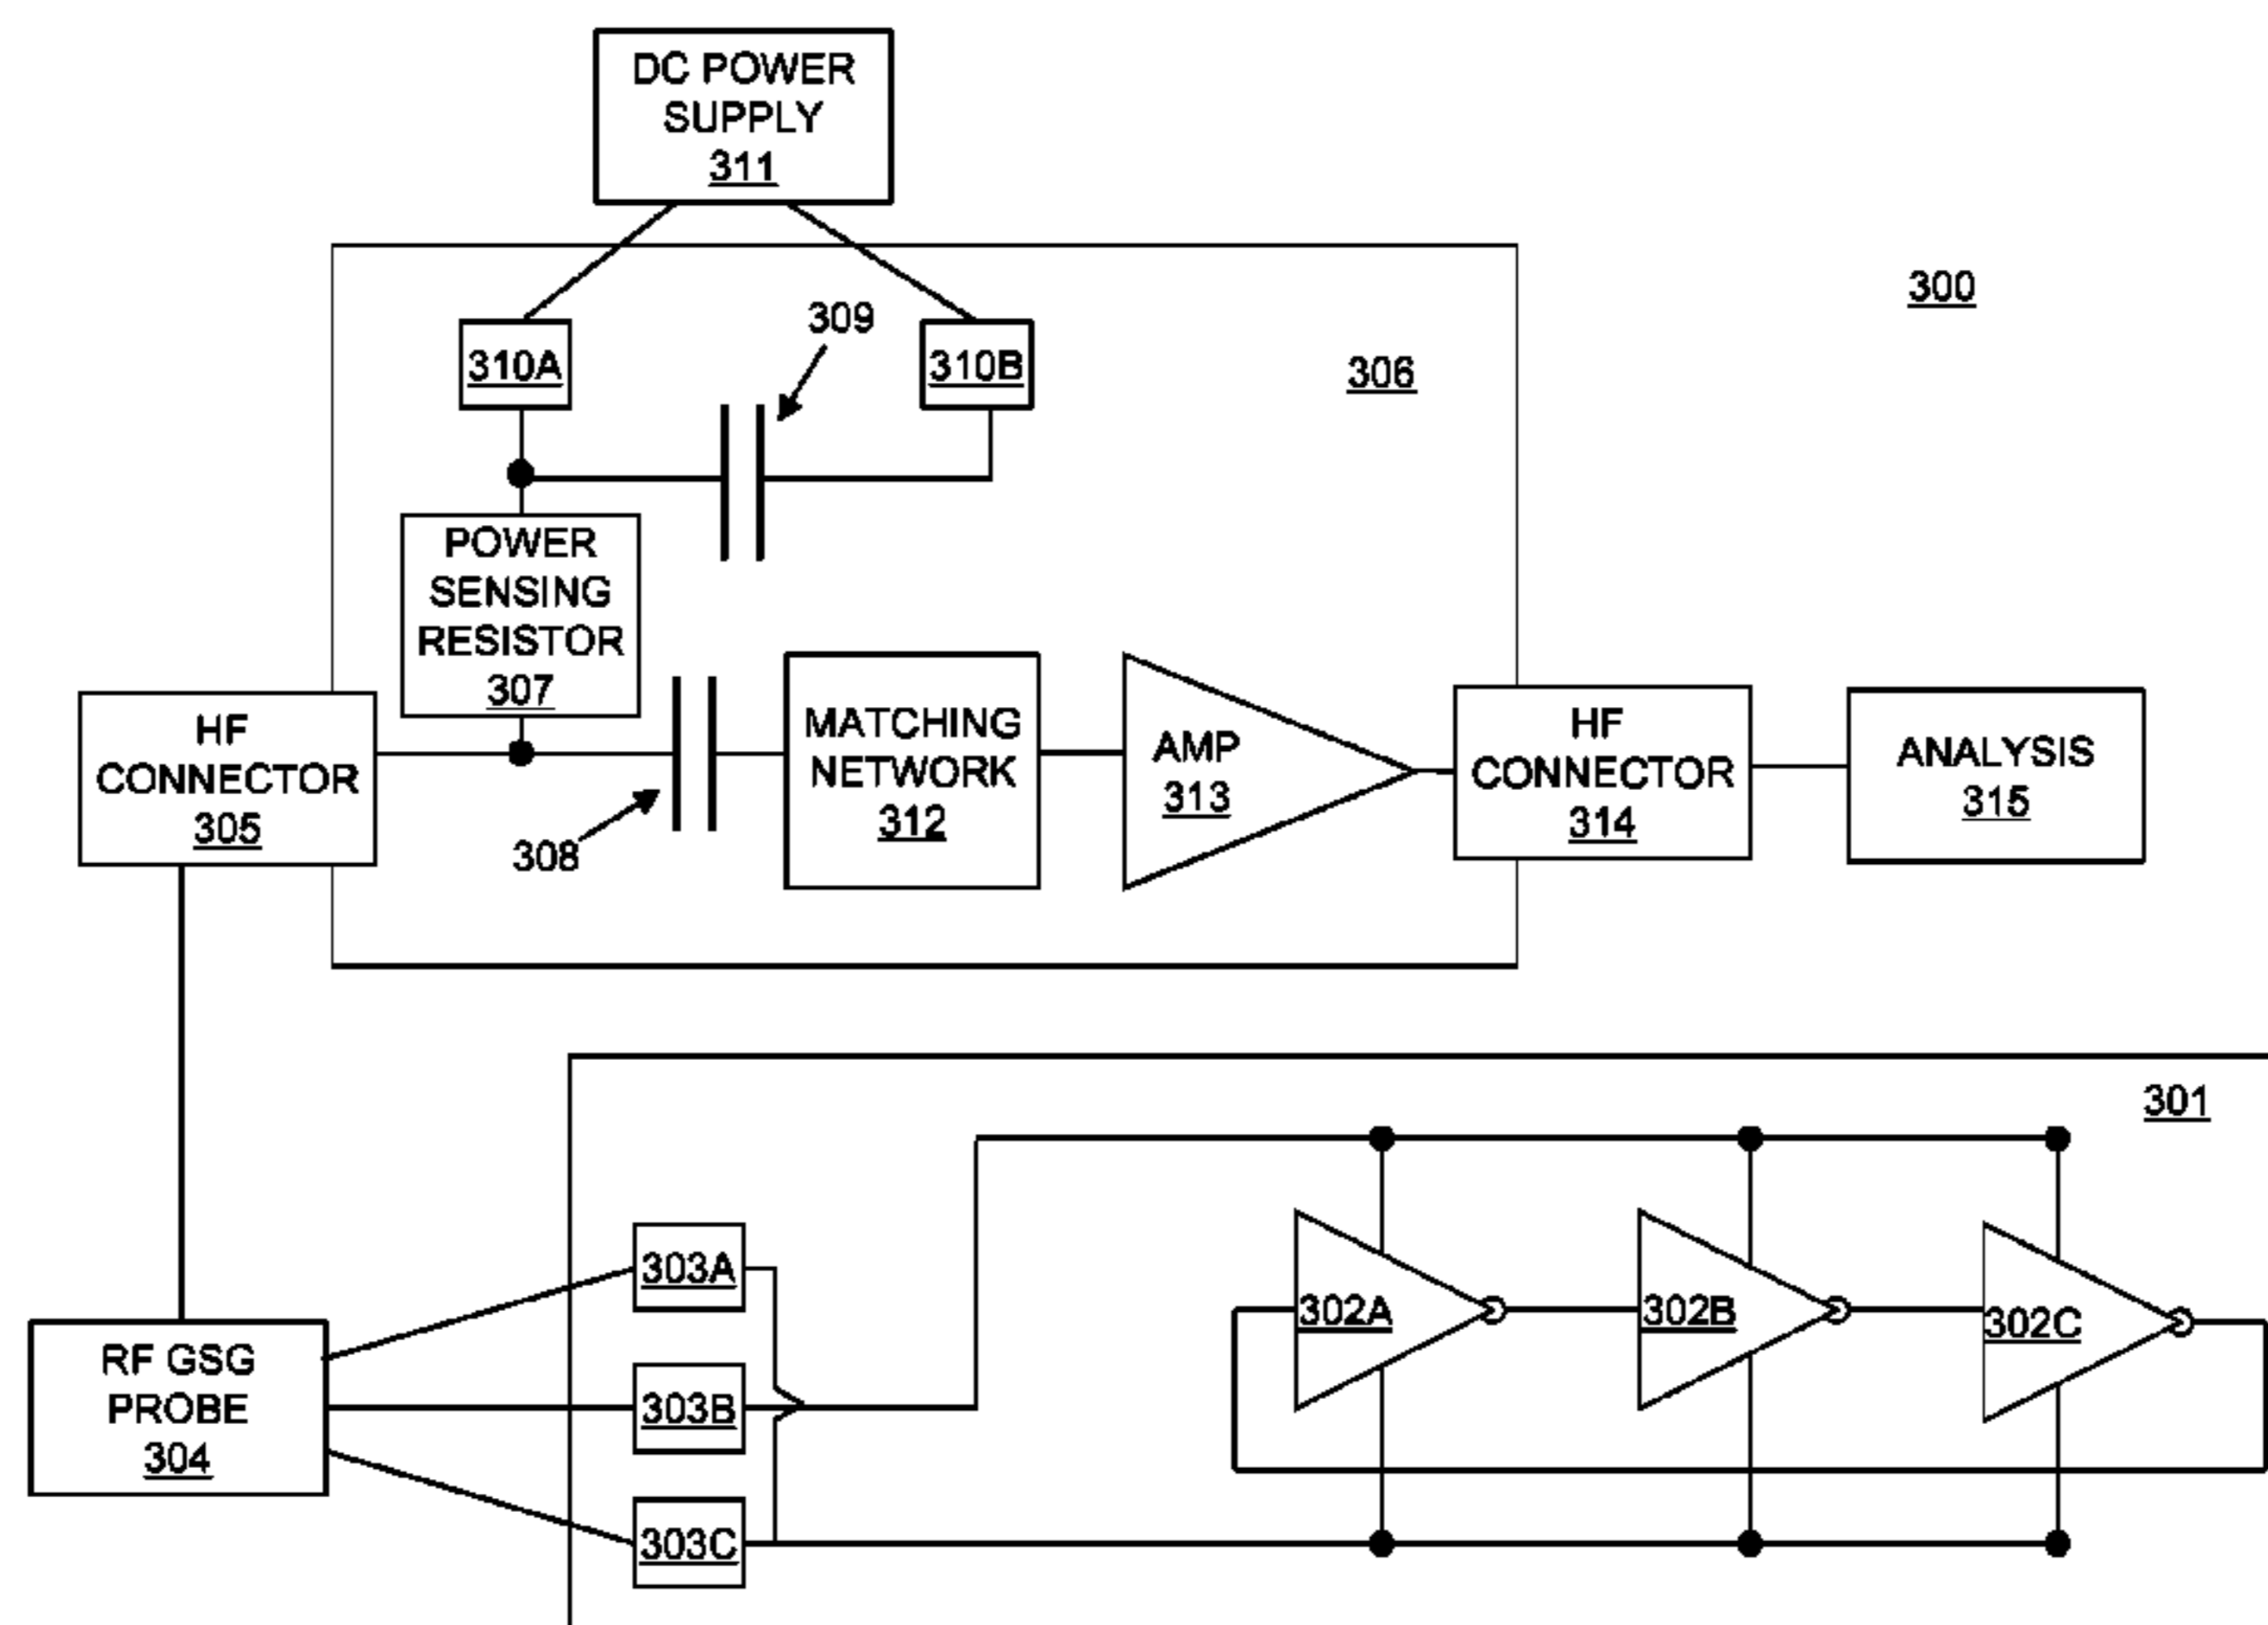 DC POWER
SUPPLY
311
300
309
310A
310B
306
POWER
SENSING
RESISTOR
307
HF
CONNECTOR
305
308
MATCHING
NETWORK
312
AMP
313
HF
CONNECTOR
314
ANALYSIS
315
301
303A
302A
302B
302C
RF GSG
PROBE
304
303B
303C